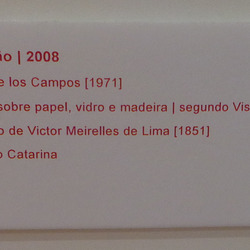 ão | 2008
e los Campos [1971]
sobre papel, vidro e madeira | segundo Vis
o de Victor Meirelles de Lima [1851]
o Catarina